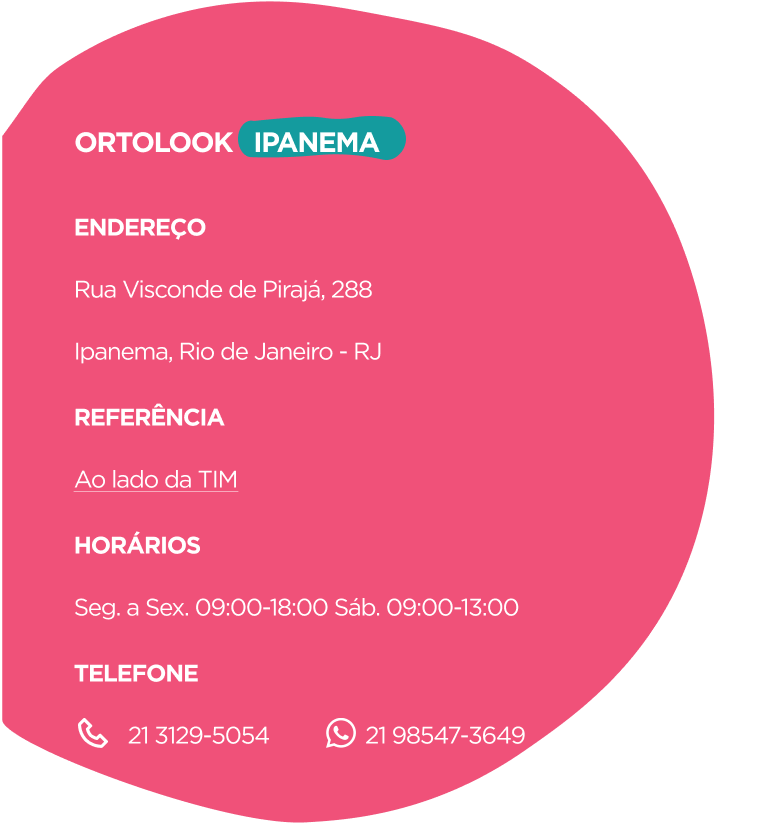 ORTOLOOK IPANEMA
ENDEREÇO
Rua Visconde de Pirajá, 288
Ipanema, Rio de Janeiro - RJ
REFERÊNCIA
Ao lado da TIM
HORÁRIOS
Seg. a Sex. 09:00-18:00 Sáb. 09:00-13:00
TELEFONE
21 3129-5054 21 98547-3649